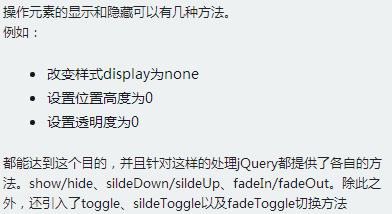 操作元素的显示和隐藏可以有几种方法。
例如：
改变样式display为none
设置位置高度为0
设置透明度为0
都能达到这个目的，并且针对这样的处理jQuery都提供了各自的方
法。show/hide、sildeDown/sildeUp、fadeIn/fadeOut。除此之
外，还引入了toggle、sildeToggle以及fadeToggle切换方法